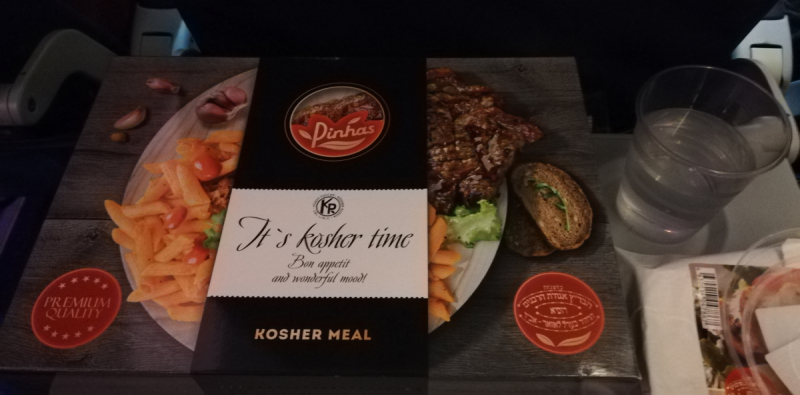 Pinhas
KR
It`s kosher time
Bon appetit
and wonderful mood!
KOSHER MEAL
PREMIUM
QUALITY